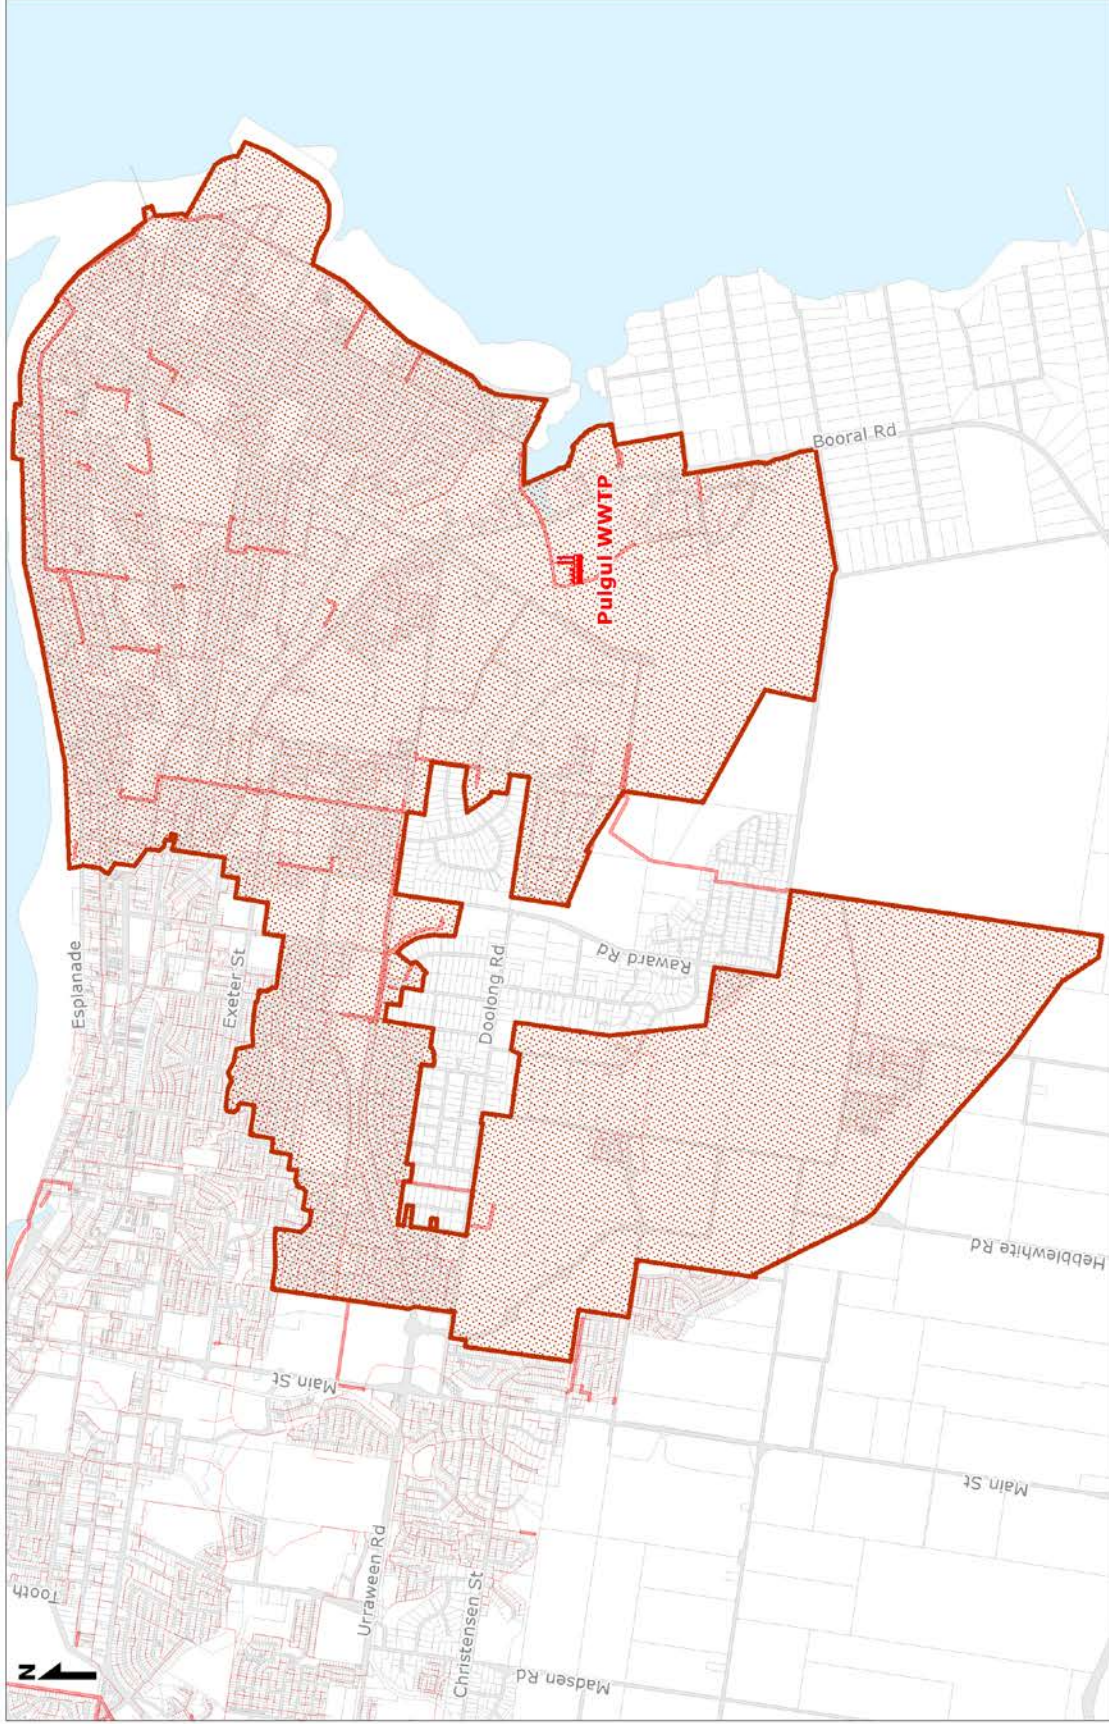 N
Tooth
Esplanade
Exeter St
Main St
Urraween Rd
Christensen St
Madsen Rd
Main St
Hebblewhite Rd
Doolong Rd
Raward Rd
Pulgul WWTP
Booral Rd